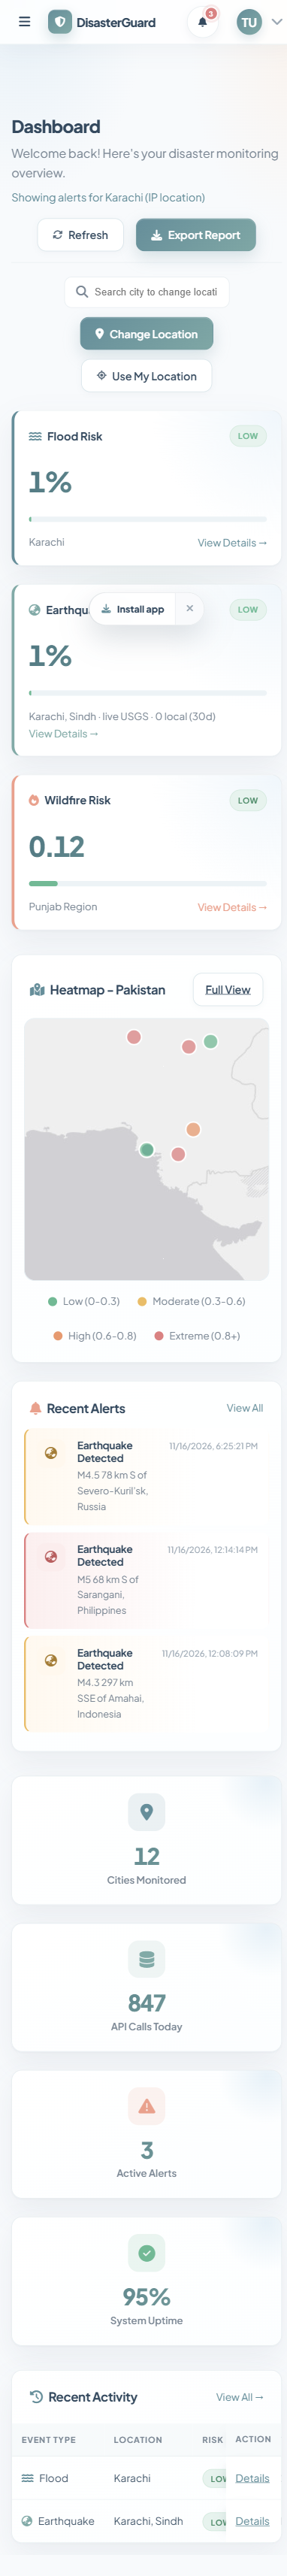 DisasterGuard
3
TU
Dashboard
Welcome back! Here's your disaster monitoring
overview.
Showing alerts for Karachi (IP location)
Refresh
Export Report
Search city to change locati
Change Location
Use My Location
Flood Risk
LOW
1%
Karachi
View Details →
Earthqu
Install app
×
LOW
1%
Karachi, Sindh · live USGS · 0 local (30d)
View Details →
Wildfire Risk
LOW
0.12
Punjab Region
View Details →
Heatmap - Pakistan
Full View
Low (0-0.3)
Moderate (0.3-0.6)
High (0.6-0.8)
Extreme (0.8+)
Recent Alerts
View All
Earthquake
Detected
11/16/2026, 6:25:21 PM
M4.5 78 km S of
Severo-Kuril'sk,
Russia
Earthquake
Detected
11/16/2026, 12:14:14 PM
M5 68 km S of
Sarangani,
Philippines
Earthquake
Detected
11/16/2026, 12:08:09 PM
M4.3 297 km
SSE of Amahai,
Indonesia
12
Cities Monitored
847
API Calls Today
3
Active Alerts
95%
System Uptime
Recent Activity
View All →
EVENT TYPE
LOCATION
RISK
ACTION
Flood
Karachi
LOW
Details
Earthquake
Karachi, Sindh
LOW
Details